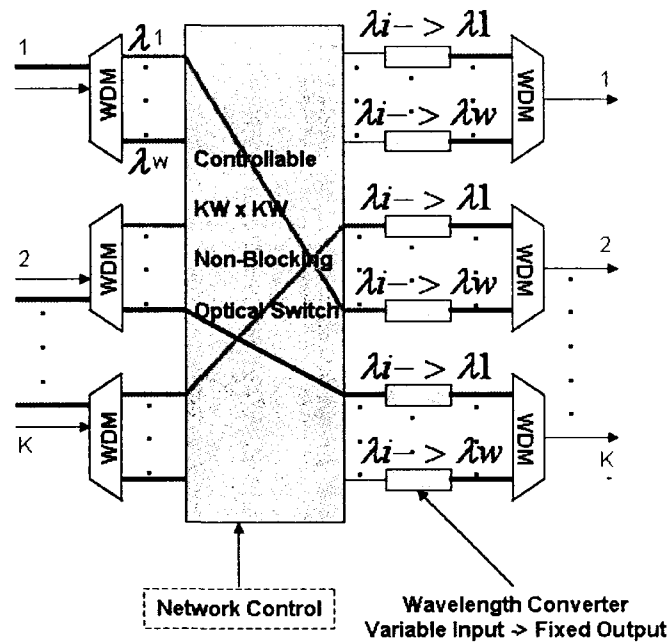 1
WDM
λ1
λw
2
WDM
K
WDM
Controllable
KW x KW
Non-Blocking
Optical Switch
λi-> λ1
λi-> λw
WDM
1
λi-> λ1
λi-> λw
WDM
2
λi-> λ1
λi-> λw
WDM
K
Network Control
Wavelength Converter
Variable Input -> Fixed Output